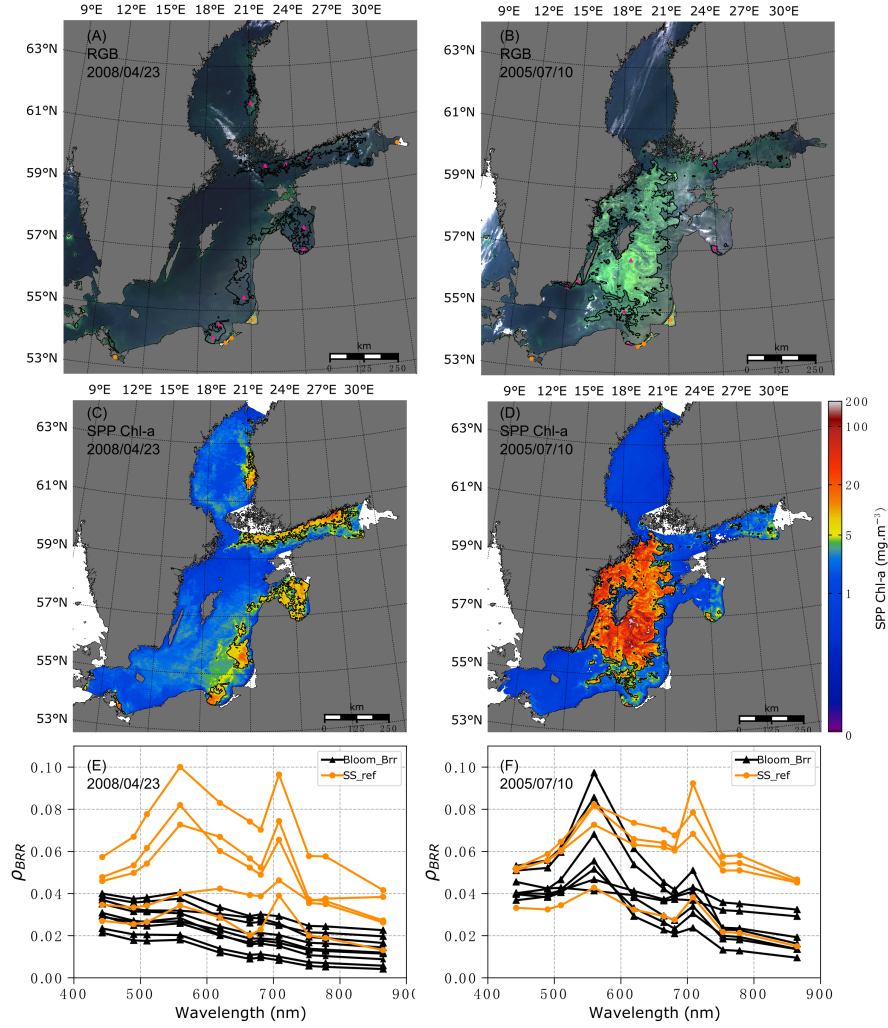 9ºE 12ºE 15ºE 18ºE 21ºE 24ºE 27ºE 30ºE
9ºE 12ºE 15ºE 18ºE 21ºE 24ºE 27ºE 30ºE
(A)
RGB
2008/04/23
63ºN
61ºN
59ºN
57ºN
55ºN
53ºN
km
0 125 250
(B)
RGB
2005/07/10
63ºN
61ºN
59ºN
57ºN
55ºN
53ºN
km
0 125 250
9ºE 12ºE 15ºE 18ºE 21ºE 24ºE 27ºE 30ºE
9ºE 12ºE 15ºE 18ºE 21ºE 24ºE 27ºE 30ºE
(C)
SPP Chl-a
2008/04/23
63ºN
61ºN
59ºN
57ºN
55ºN
53ºN
km
0 125 250
(D)
SPP Chl-a
2005/07/10
63ºN
61ºN
59ºN
57ºN
55ºN
53ºN
km
0 125 250
200
100
20
5
1
0
SPP Chl-a (mg.m⁻³)
(E)
2008/04/23
Bloom_Brr
SS_ref
0.10
0.08
0.06
0.04
0.02
0.00
ρBRR
400 500 600 700 800 900
Wavelength (nm)
(F)
2005/07/10
Bloom_Brr
SS_ref
0.10
0.08
0.06
0.04
0.02
0.00
ρBRR
400 500 600 700 800 900
Wavelength (nm)